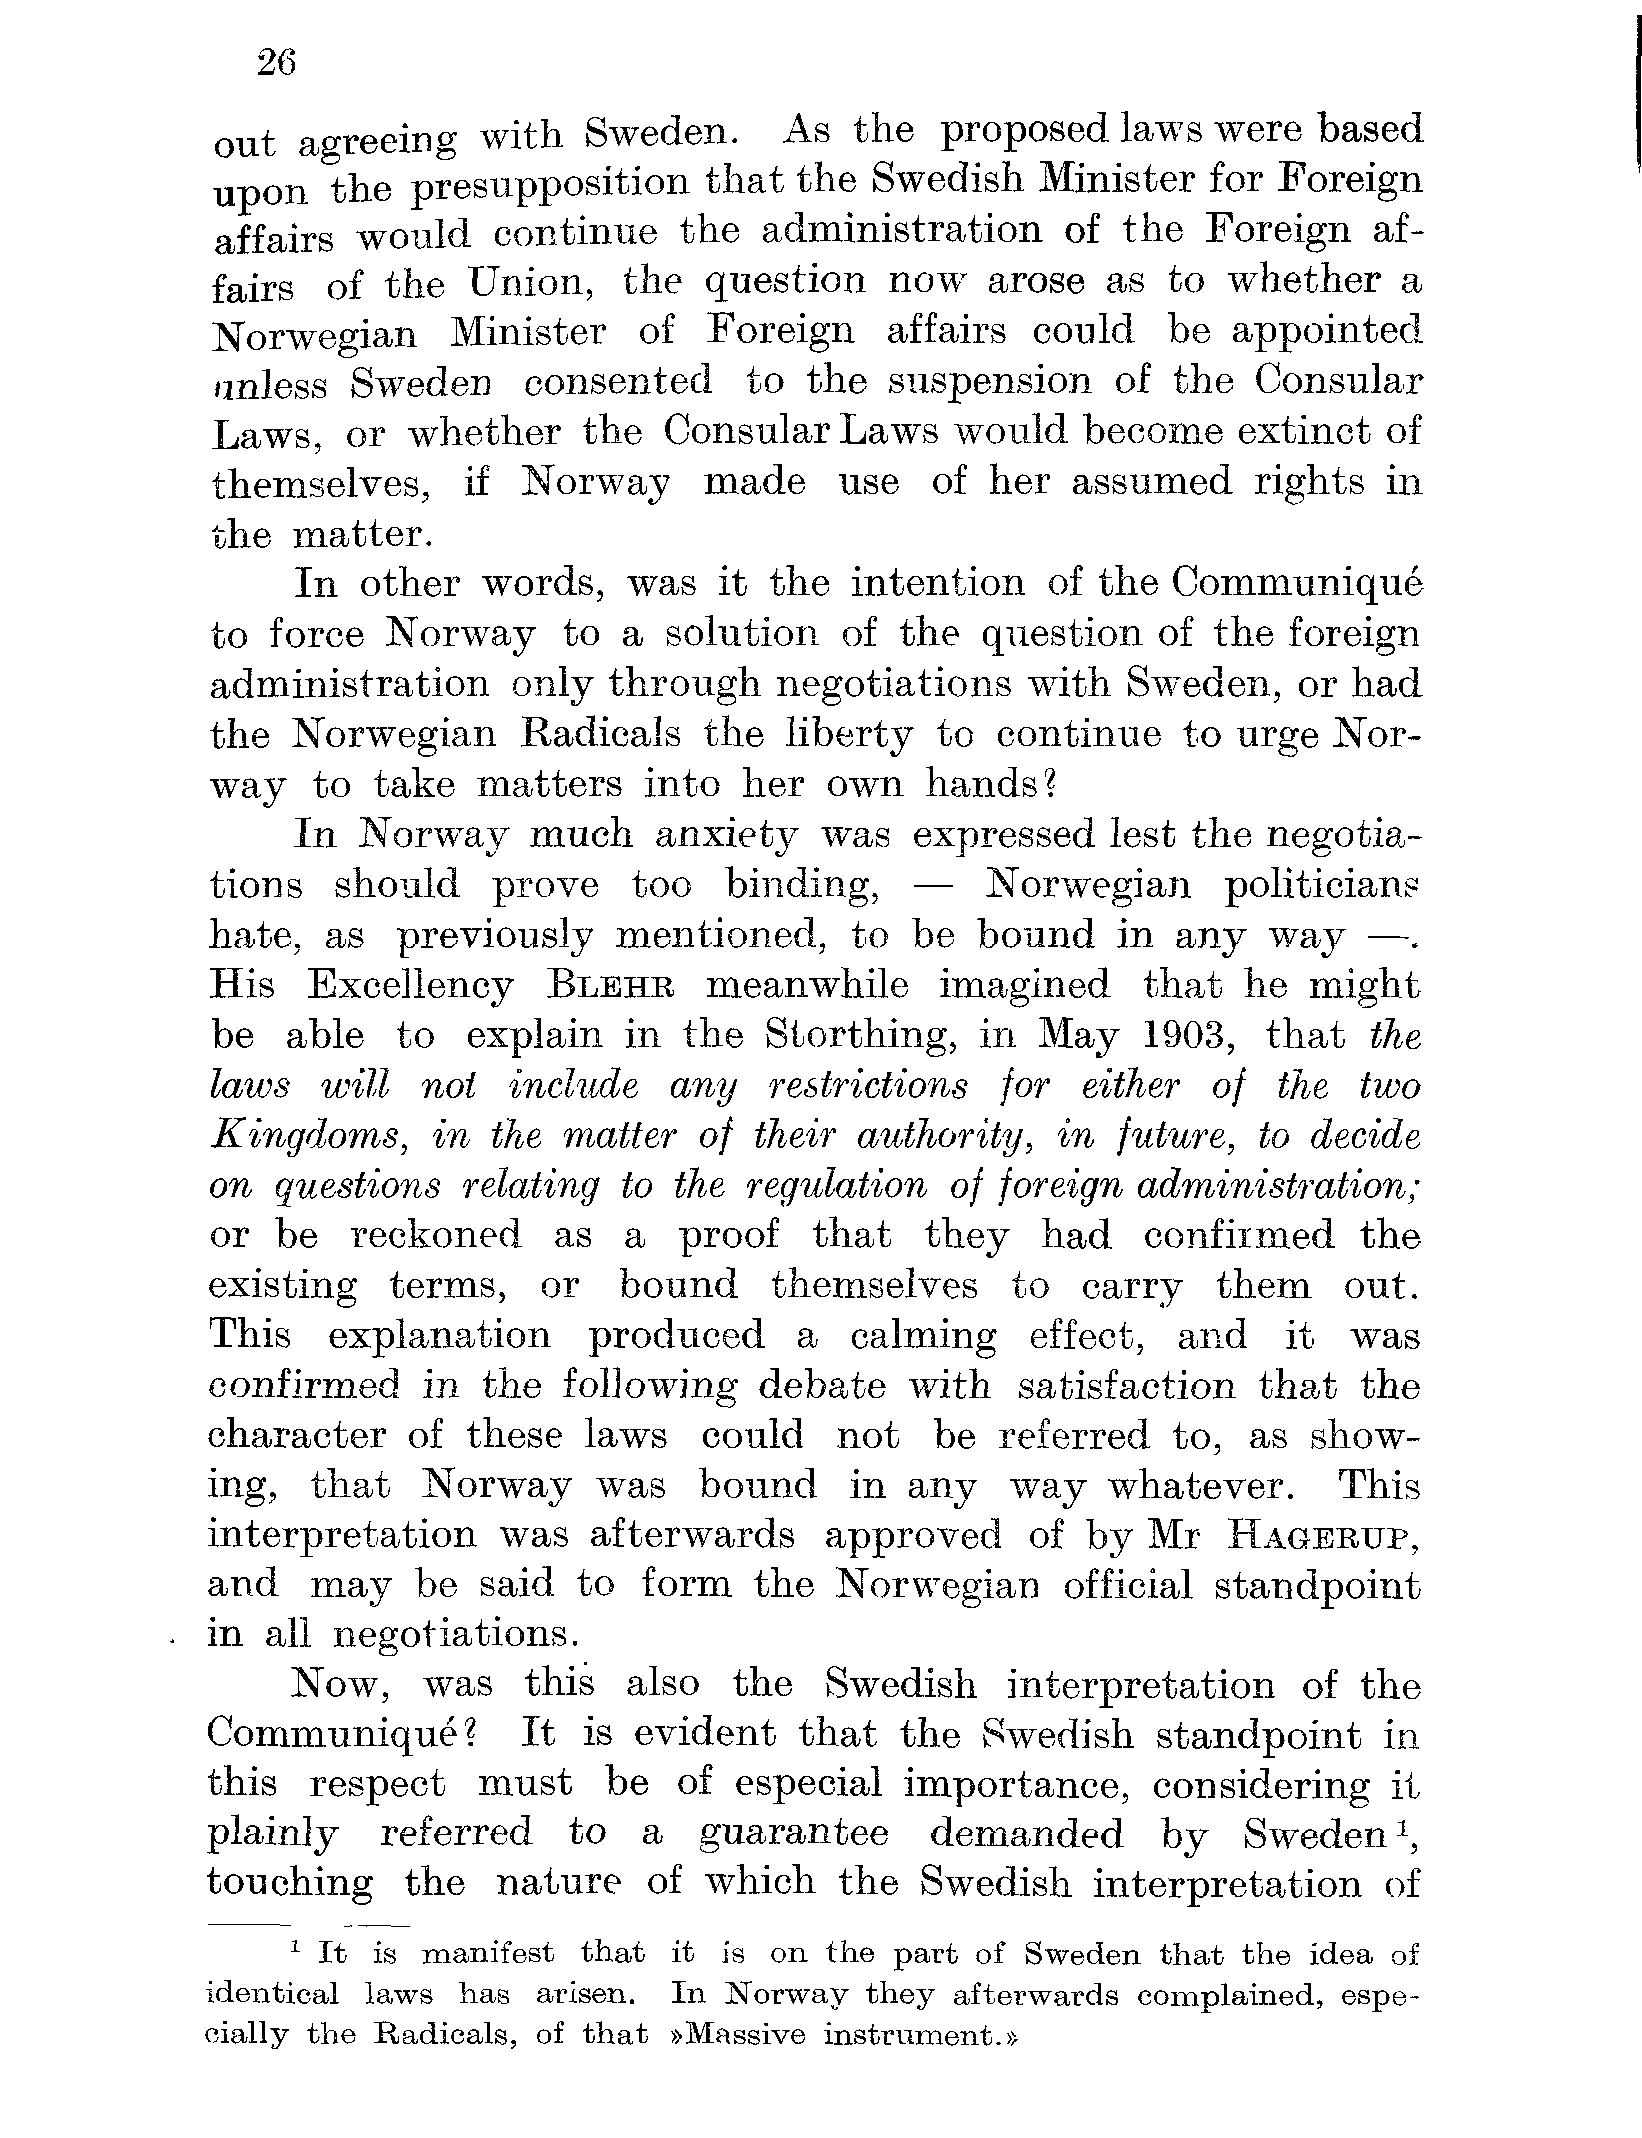 26
out agreeing with Sweden. As the proposed laws were based
upon the presupposition that the Swedish Minister for Foreign
affairs would continue the administration of the Foreign af-
fairs of the Union, the question now arose as to whether a
Norwegian Minister of Foreign affairs could be appointed
unless Sweden consented to the suspension of the Consular
Laws, or whether the Consular Laws would become extinct of
themselves, if Norway made use of her assumed rights in
the matter.
In other words, was it the intention of the Communiqué
to force Norway to a solution of the question of the foreign
administration only through negotiations with Sweden, or had
the Norwegian Radicals the liberty to continue to urge Nor-
way to take matters into her own hands?
In Norway much anxiety was expressed lest the negotia-
tions should prove too binding, — Norwegian politicians
hate, as previously mentioned, to be bound in any way —.
His Excellency BLEHR meanwhile imagined that he might
be able to explain in the Storthing, in May 1903, that the
laws will not include any restrictions for either of the two
Kingdoms, in the matter of their authority, in future, to decide
on questions relating to the regulation of foreign administration;
or be reckoned as a proof that they had confirmed the
existing terms, or bound themselves to carry them out.
This explanation produced a calming effect, and it was
confirmed in the following debate with satisfaction that the
character of these laws could not be referred to, as show-
ing, that Norway was bound in any way whatever. This
interpretation was afterwards approved of by Mr HAGERUP,
and may be said to form the Norwegian official standpoint
in all negotiations.
Now, was this also the Swedish interpretation of the
Communiqué? It is evident that the Swedish standpoint in
this respect must be of especial importance, considering it
plainly referred to a guarantee demanded by Sweden ¹,
touching the nature of which the Swedish interpretation of
¹ It is manifest that it is on the part of Sweden that the idea of
identical laws has arisen. In Norway they afterwards complained, espe-
cially the Radicals, of that »Massive instrument.»